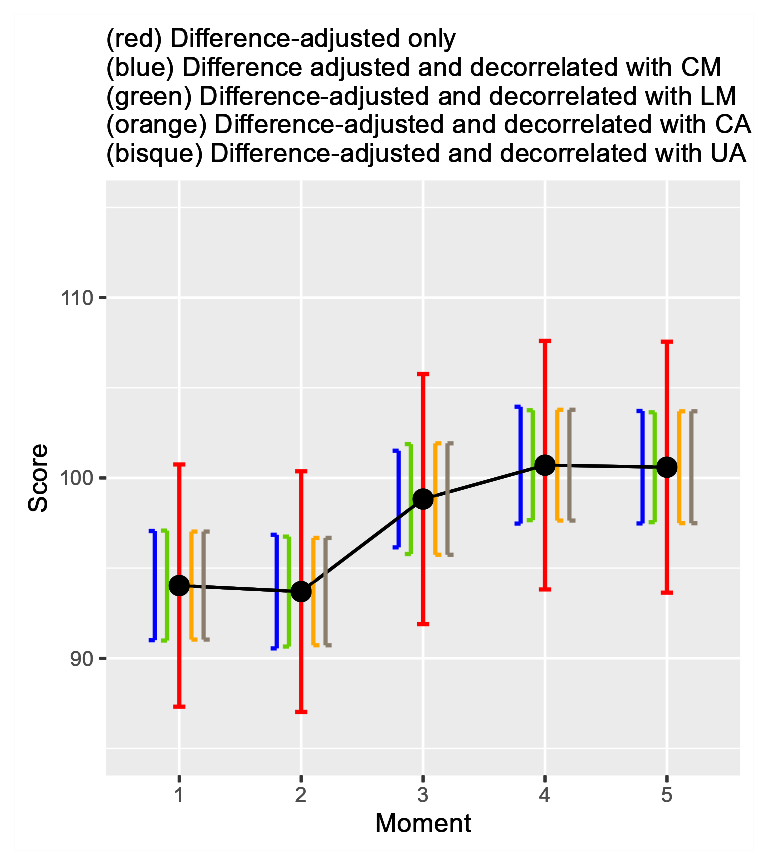 (red) Difference-adjusted only
(blue) Difference adjusted and decorrelated with CM
(green) Difference-adjusted and decorrelated with LM
(orange) Difference-adjusted and decorrelated with CA
(bisque) Difference-adjusted and decorrelated with UA
110
100
90
Score
1 2 3 4 5
Moment